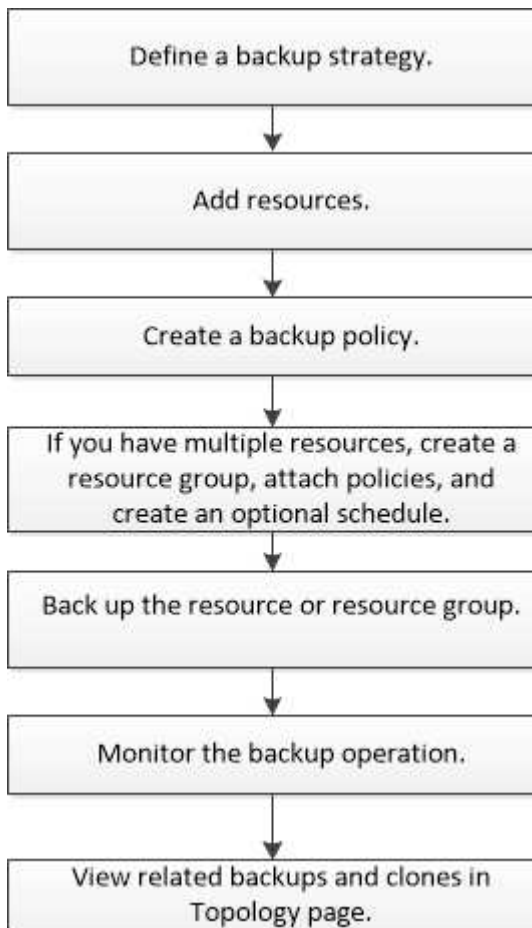 Define a backup strategy.
Add resources.
Create a backup policy.
If you have multiple resources, create a
resource group, attach policies, and
create an optional schedule.
Back up the resource or resource group.
Monitor the backup operation.
View related backups and clones in
Topology page.